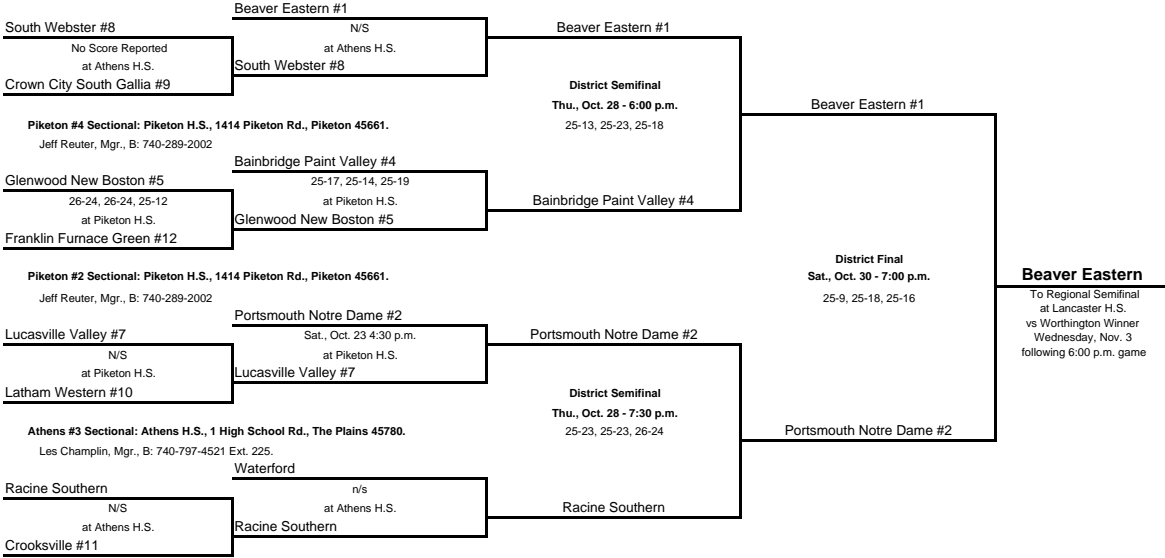 Beaver Eastern #1
South Webster #8
N/S
Beaver Eastern #1
No Score Reported
at Athens H.S.
at Athens H.S.
South Webster #8
Crown City South Gallia #9
District Semifinal
Thu., Oct. 28 - 6:00 p.m.
Beaver Eastern #1
25-13, 25-23, 25-18
Piketon #4 Sectional: Piketon H.S., 1414 Piketon Rd., Piketon 45661.
Jeff Reuter, Mgr., B: 740-289-2002
Bainbridge Paint Valley #4
Glenwood New Boston #5
25-17, 25-14, 25-19
26-24, 26-24, 25-12
at Piketon H.S.
Bainbridge Paint Valley #4
at Piketon H.S.
Glenwood New Boston #5
Franklin Furnace Green #12
District Final
Sat., Oct. 30 - 7:00 p.m.
25-9, 25-18, 25-16
Beaver Eastern
To Regional Semifinal
at Lancaster H.S.
vs Worthington Winner
Wednesday, Nov. 3
following 6:00 p.m. game
Piketon #2 Sectional: Piketon H.S., 1414 Piketon Rd., Piketon 45661.
Jeff Reuter, Mgr., B: 740-289-2002
Portsmouth Notre Dame #2
Lucasville Valley #7
Sat., Oct. 23 4:30 p.m.
Portsmouth Notre Dame #2
N/S
at Piketon H.S.
at Piketon H.S.
Lucasville Valley #7
Latham Western #10
District Semifinal
Thu., Oct. 28 - 7:30 p.m.
25-23, 25-23, 26-24
Portsmouth Notre Dame #2
Athens #3 Sectional: Athens H.S., 1 High School Rd., The Plains 45780.
Les Champlin, Mgr., B: 740-797-4521 Ext. 225.
Waterford
Racine Southern
n/s
N/S
at Athens H.S.
Racine Southern
at Athens H.S.
Racine Southern
Crooksville #11